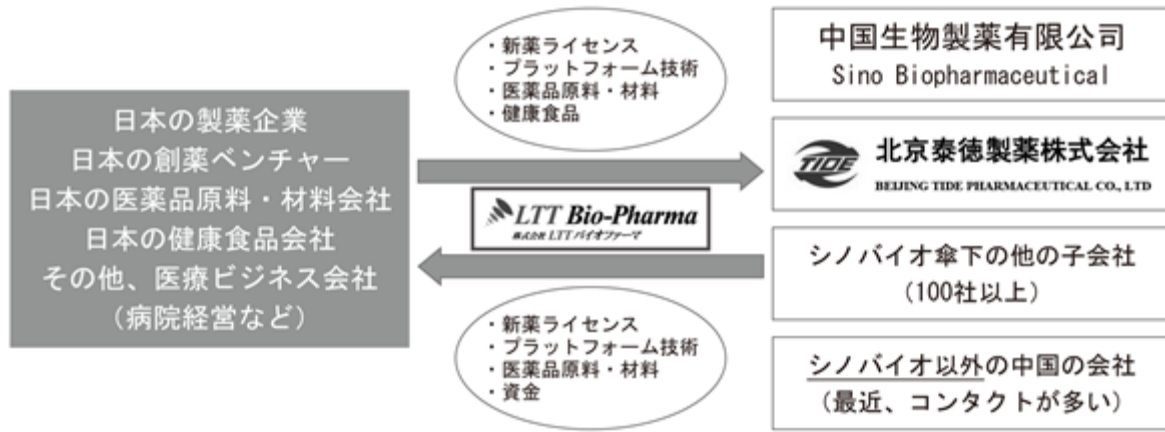 日本の製薬企業
日本の創薬ベンチャー
日本の医薬品原料・材料会社
日本の健康食品会社
その他、医療ビジネス会社
（病院経営など）
・新薬ライセンス
・プラットフォーム技術
・医薬品原料・材料
・健康食品
LTT Bio-Pharma
株式会社LTTバイオファーマ
・新薬ライセンス
・プラットフォーム技術
・医薬品原料・材料
・資金
中国生物製薬有限公司
Sino Biopharmaceutical
TIDE
北京泰徳製薬株式会社
BEIJING TIDE PHARMACEUTICAL CO., LTD
シノバイオ傘下の他の子会社
（100社以上）
シノバイオ以外の中国の会社
（最近、コンタクトが多い）